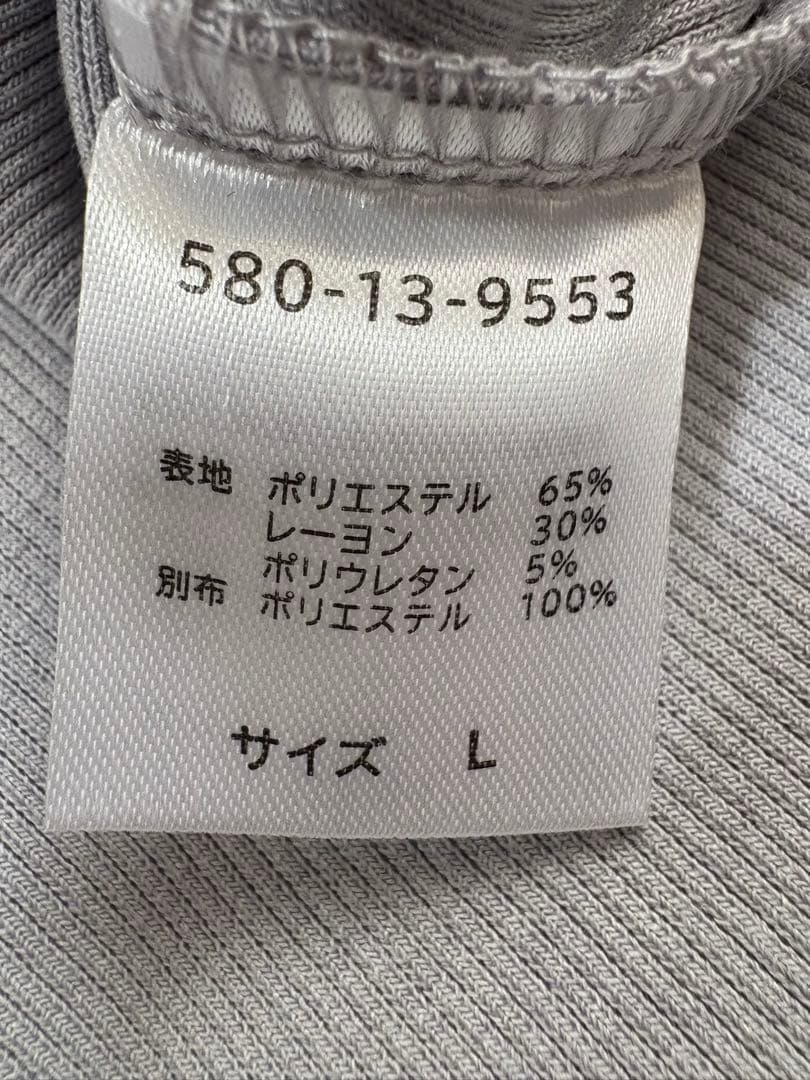 580-13-9553
表地 ポリエステル 65%
レーヨン 30%
ポリウレタン 5%
別布 ポリエステル 100%
サイズ L